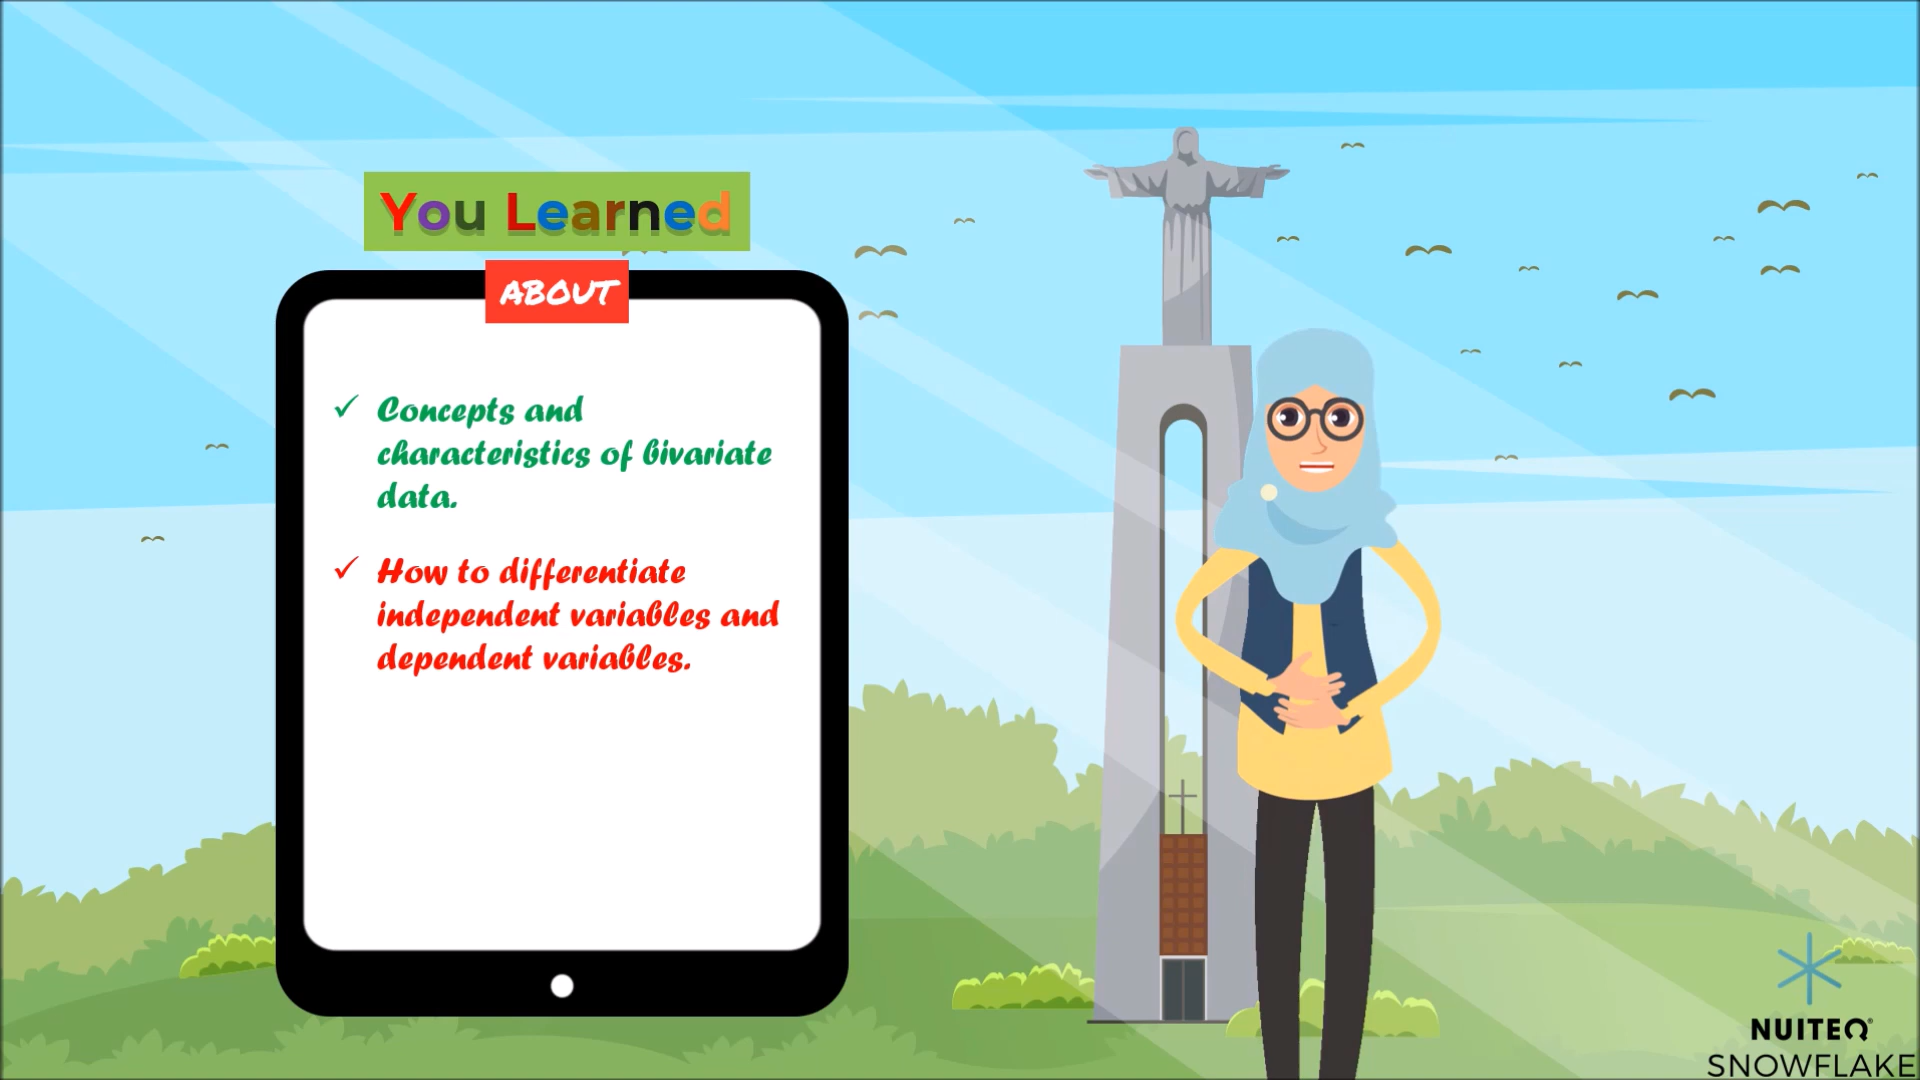 You Learned
ABOUT
✓ Concepts and
characteristics of bivariate
data.
✓ How to differentiate
independent variables and
dependent variables.
NUITEQ®
SNOWFLAKE